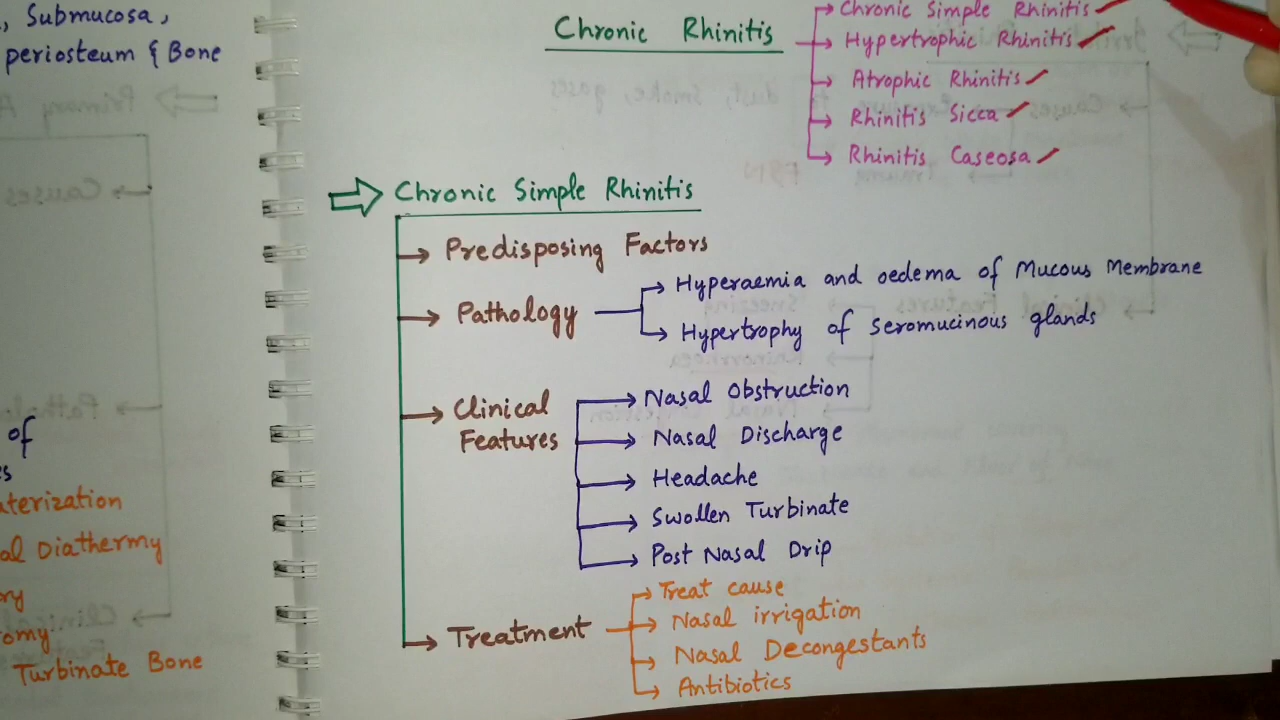 , Submucosa,
periosteum & Bone
of
al Diathermy
Turbinate Bone
Chronic Rhinitis
Chronic Simple Rhinitis
Hypertrophic Rhinitis
Atrophic Rhinitis
Rhinitis Sicca
Rhinitis Caseosa
Chronic Simple Rhinitis
Predisposing Factors
Pathology
Hyperaemia and oedema of Mucous Membrane
Hypertrophy of Seromucinous glands
Clinical
Features
Nasal Obstruction
Nasal Discharge
Headache
Swollen Turbinate
Post Nasal Drip
Treatment
Treat cause
Nasal irrigation
Nasal Decongestants
Antibiotics